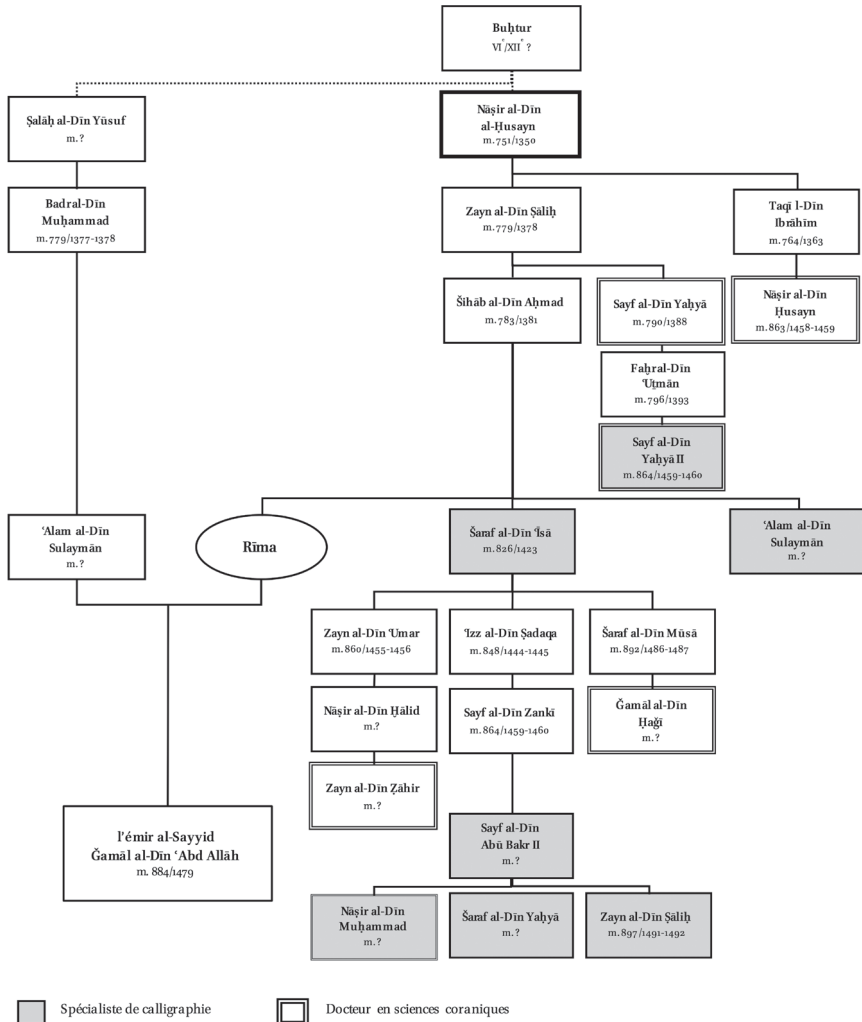 Buḥtur
VIᵉ/XIIᵉ ?
Ṣalāḥ al-Dīn Yūsuf
m.?
Nāṣir al-Dīn
al-Ḥusayn
m.751/1350
Badral-Dīn
Muḥammad
m.779/1377-1378
Zayn al-Dīn Ṣāliḥ
m.779/1378
Taqī l-Dīn
Ibrāhīm
m.764/1363
Šihāb al-Dīn Aḥmad
m.783/1381
Sayf al-Dīn Yaḥyā
m.790/1388
Nāṣir al-Dīn
Ḥusayn
m.863/1458-1459
Faḫral-Dīn
ʿUṯmān
m.796/1393
Sayf al-Dīn
Yaḥyā II
m.864/1459-1460
ʿAlam al-Dīn
Sulaymān
m.?
Rīma
Šaraf al-Dīn ʿĪsā
m.826/1423
ʿAlam al-Dīn
Sulaymān
m.?
Zayn al-Dīn ʿUmar
m.860/1455-1456
ʿIzz al-Dīn Ṣadaqa
m.848/1444-1445
Šaraf al-Dīn Mūsā
m.892/1486-1487
Nāṣir al-Dīn Ḫālid
m.?
Sayf al-Dīn Zankī
m.864/1459-1460
Ǧamāl al-Dīn
Ḥaǧī
m.?
Zayn al-Dīn Ẓāhir
m.?
l'émir al-Sayyid
Ǧamāl al-Dīn ʿAbd Allāh
m. 884/1479
Sayf al-Dīn
Abū Bakr II
m.?
Nāṣir al-Dīn
Muḥammad
m.?
Šaraf al-Dīn Yaḥyā
m.?
Zayn al-Dīn Ṣāliḥ
m.897/1491-1492
Spécialiste de calligraphie
Docteur en sciences coraniques